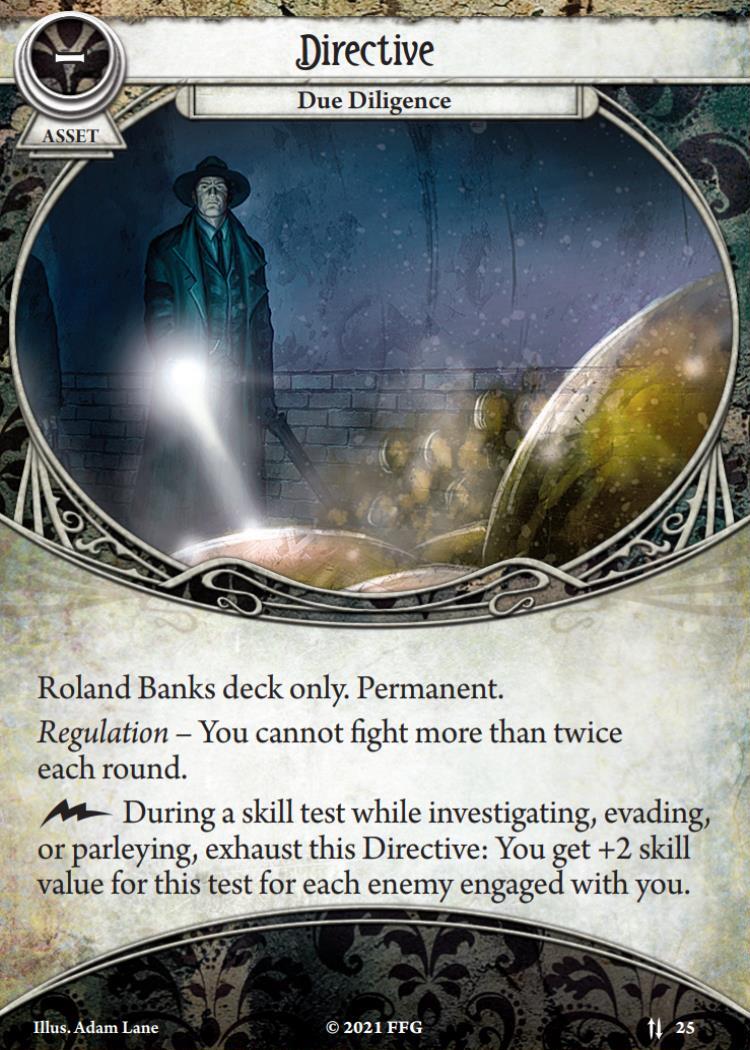 Directive
Due Diligence
ASSET
Roland Banks deck only. Permanent.
Regulation – You cannot fight more than twice
each round.
During a skill test while investigating, evading,
or parleying, exhaust this Directive: You get +2 skill
value for this test for each enemy engaged with you.
Illus. Adam Lane
© 2021 FFG
25